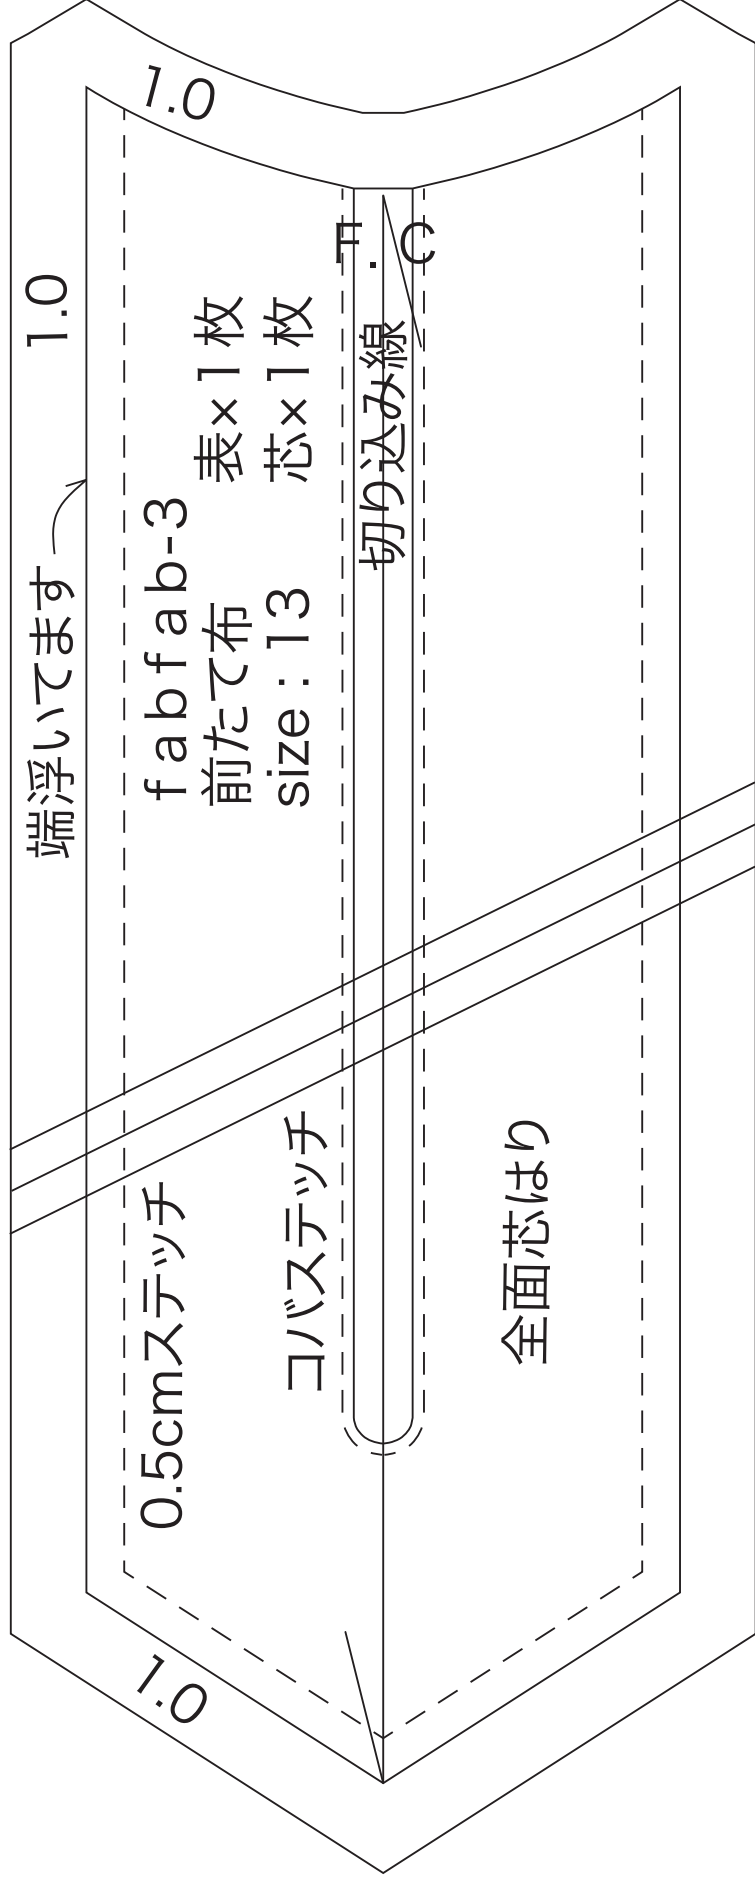 1.0
1.0
端浮いてます
fabfab-3
前たて布 表×1枚
size：13 芯×1枚
F.C
切り込み線
0.5cmステッチ
コバステッチ
全面芯はり
1.0